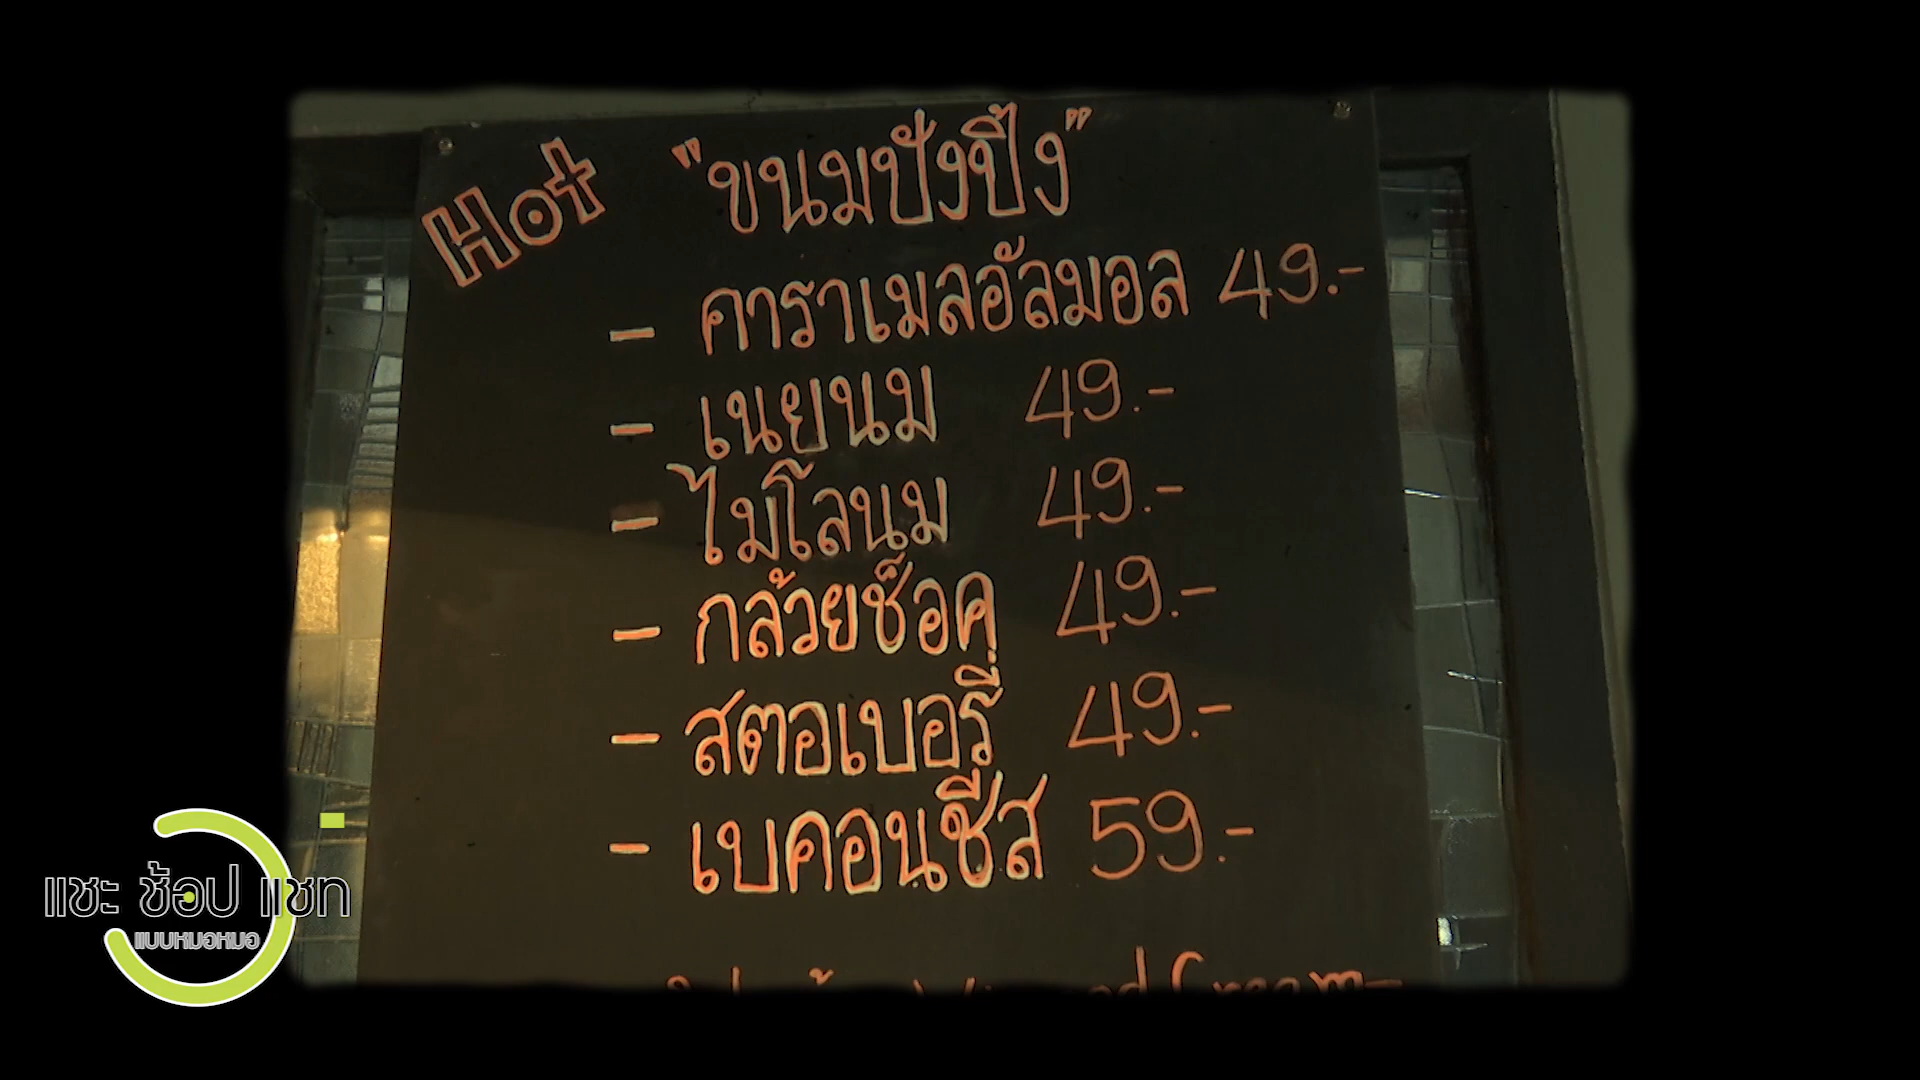 Hot "ขนมปังปิ้ง"
- คาราเมลอัลมอล 49.-
- เนยนม 49.-
- ไมโลนม 49.-
- กล้วยช็อค 49.-
- สตอเบอรี่ 49.-
- เบคอนชีส 59.-
แชะ ช้อป แชท
แบบหมอหมอ